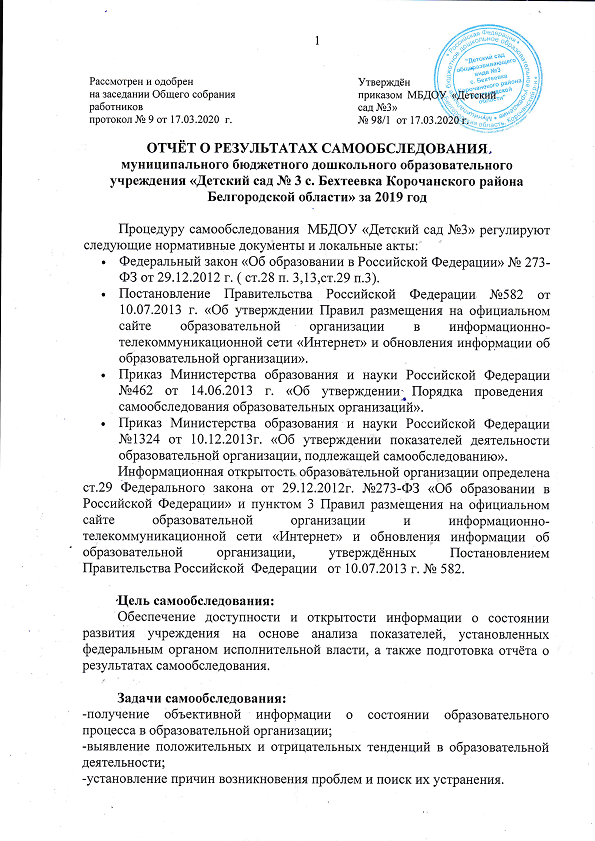 1
Рассмотрен и одобрен
на заседании Общего собрания
работников
протокол № 9 от 17.03.2020 г.
Утверждён
приказом МБДОУ «Детский
сад №3»
№ 98/1 от 17.03.2020 г.
"Детский сад
общеразвивающего
вида №3
с. Бехтеевка
Корочанского района
Белгородской
области"
ОТЧЁТ О РЕЗУЛЬТАТАХ САМООБСЛЕДОВАНИЯ
муниципального бюджетного дошкольного образовательного
учреждения «Детский сад № 3 с. Бехтеевка Корочанского района
Белгородской области» за 2019 год
Процедуру самообследования МБДОУ «Детский сад №3» регулируют
следующие нормативные документы и локальные акты:
• Федеральный закон «Об образовании в Российской Федерации» № 273-
ФЗ от 29.12.2012 г. ( ст.28 п. 3,13,ст.29 п.3).
• Постановление Правительства Российской Федерации №582 от
10.07.2013 г. «Об утверждении Правил размещения на официальном
сайте образовательной организации в информационно-
телекоммуникационной сети «Интернет» и обновления информации об
образовательной организации».
• Приказ Министерства образования и науки Российской Федерации
№462 от 14.06.2013 г. «Об утверждении Порядка проведения
самообследования образовательных организаций».
• Приказ Министерства образования и науки Российской Федерации
№1324 от 10.12.2013г. «Об утверждении показателей деятельности
образовательной организации, подлежащей самообследованию».
Информационная открытость образовательной организации определена
ст.29 Федерального закона от 29.12.2012г. №273-ФЗ «Об образовании в
Российской Федерации» и пунктом 3 Правил размещения на официальном
сайте образовательной организации и информационно-
телекоммуникационной сети «Интернет» и обновления информации об
образовательной организации, утверждённых Постановлением
Правительства Российской Федерации от 10.07.2013 г. № 582.
Цель самообследования:
Обеспечение доступности и открытости информации о состоянии
развития учреждения на основе анализа показателей, установленных
федеральным органом исполнительной власти, а также подготовка отчёта о
результатах самообследования.
Задачи самообследования:
-получение объективной информации о состоянии образовательного
процесса в образовательной организации;
-выявление положительных и отрицательных тенденций в образовательной
деятельности;
-установление причин возникновения проблем и поиск их устранения.